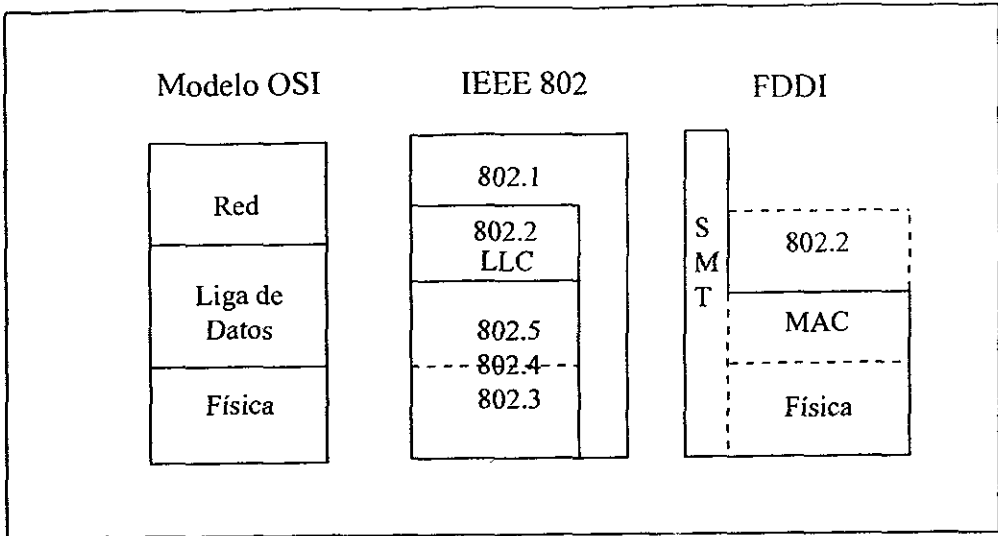 Modelo OSI
IEEE 802
FDDI
Red
Liga de
Datos
Física
802.1
802.2
LLC
802.5
802.4
802.3
S
M
T
802.2
MAC
Física